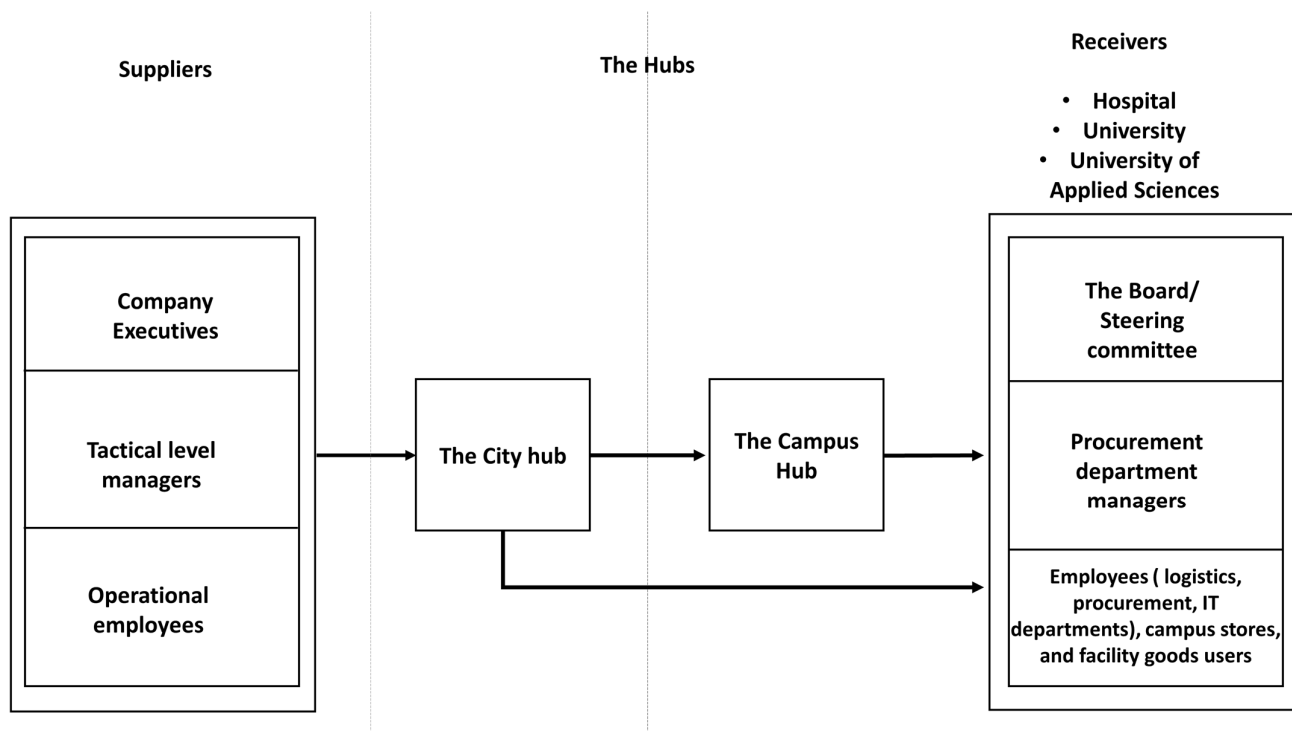 Suppliers
The Hubs
Receivers
• Hospital
• University
• University of
Applied Sciences
Company
Executives
Tactical level
managers
Operational
employees
The City hub
The Campus
Hub
The Board/
Steering
committee
Procurement
department
managers
Employees ( logistics,
procurement, IT
departments), campus stores,
and facility goods users